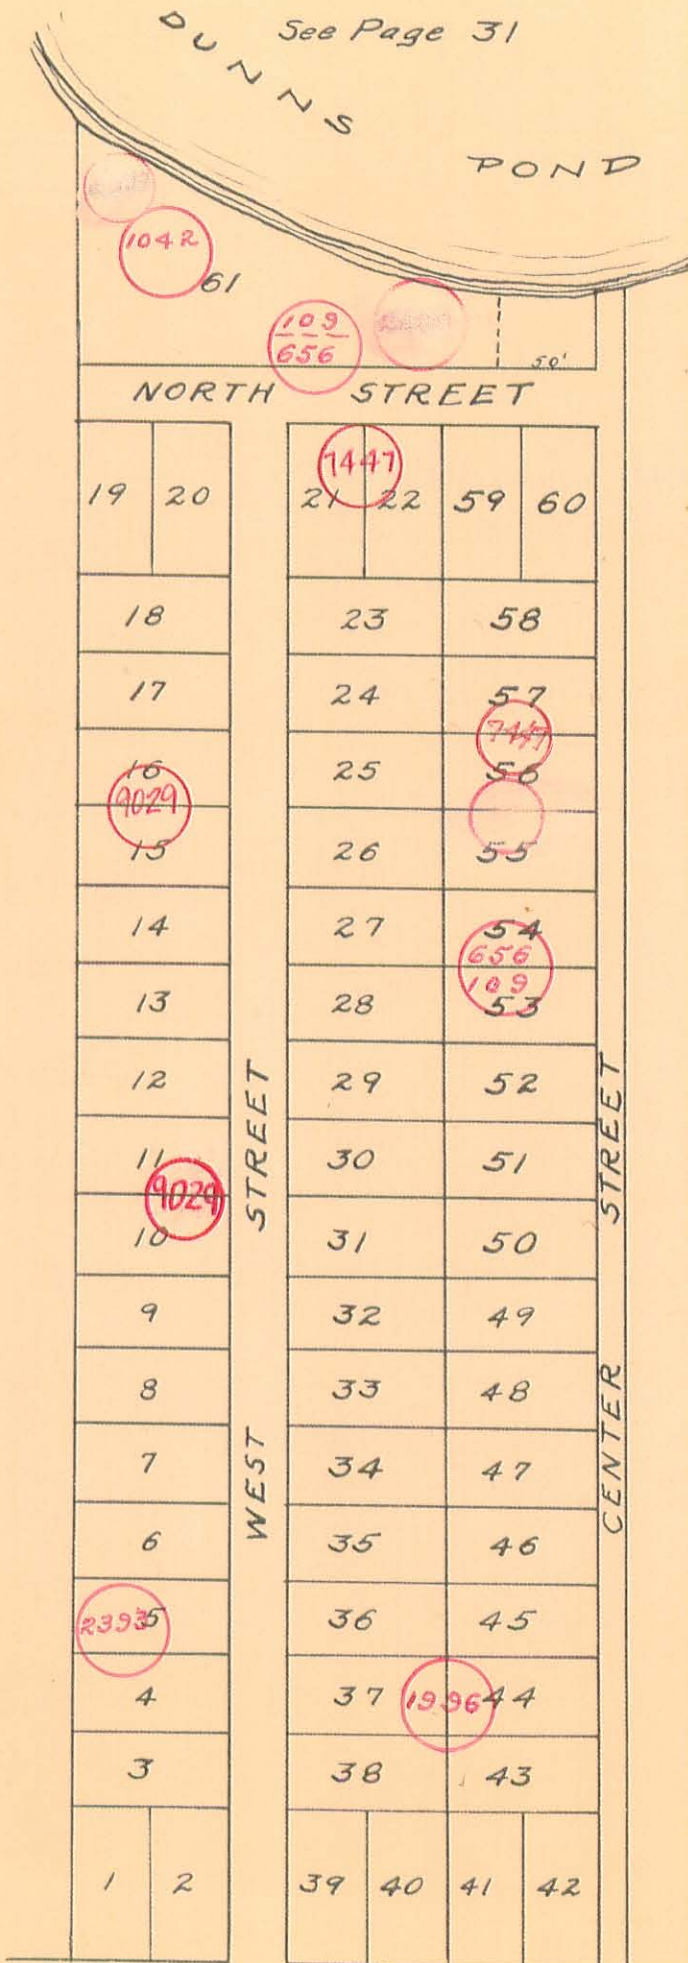 See Page 31
DUNNS POND
1042
61
109
656
50'
NORTH STREET
7447
19 20 21 22 59 60
18 23 58
17 24 57
7447
16 25 56
9029
15 26 55
14 27 54
656
109
13 28 53
12 29 52
11 30 51
9029
10 31 50
9 32 49
8 33 48
7 34 47
6 35 46
2393
5 36 45
4 37 1996 44
3 38 43
1 2 39 40 41 42
WEST STREET
CENTER STREET